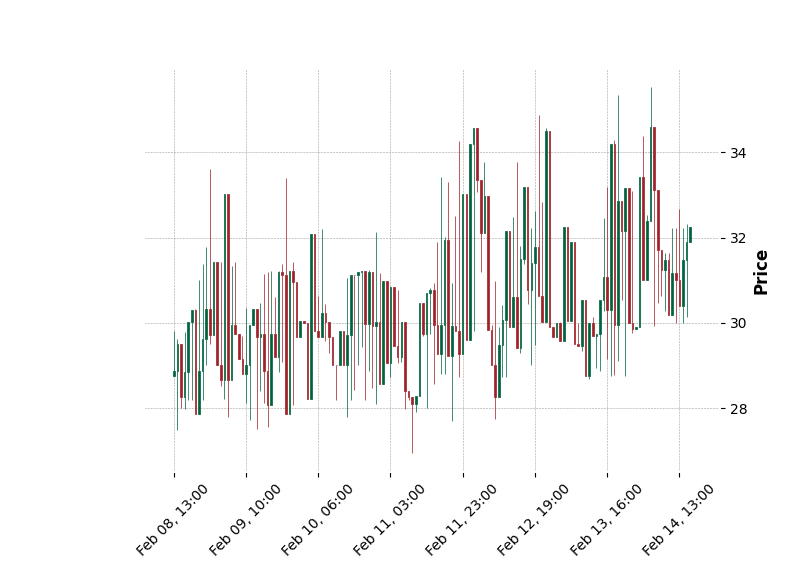 34
32
30
28
Price
Feb 08, 13:00
Feb 09, 10:00
Feb 10, 06:00
Feb 11, 03:00
Feb 11, 23:00
Feb 12, 19:00
Feb 13, 16:00
Feb 14, 13:00